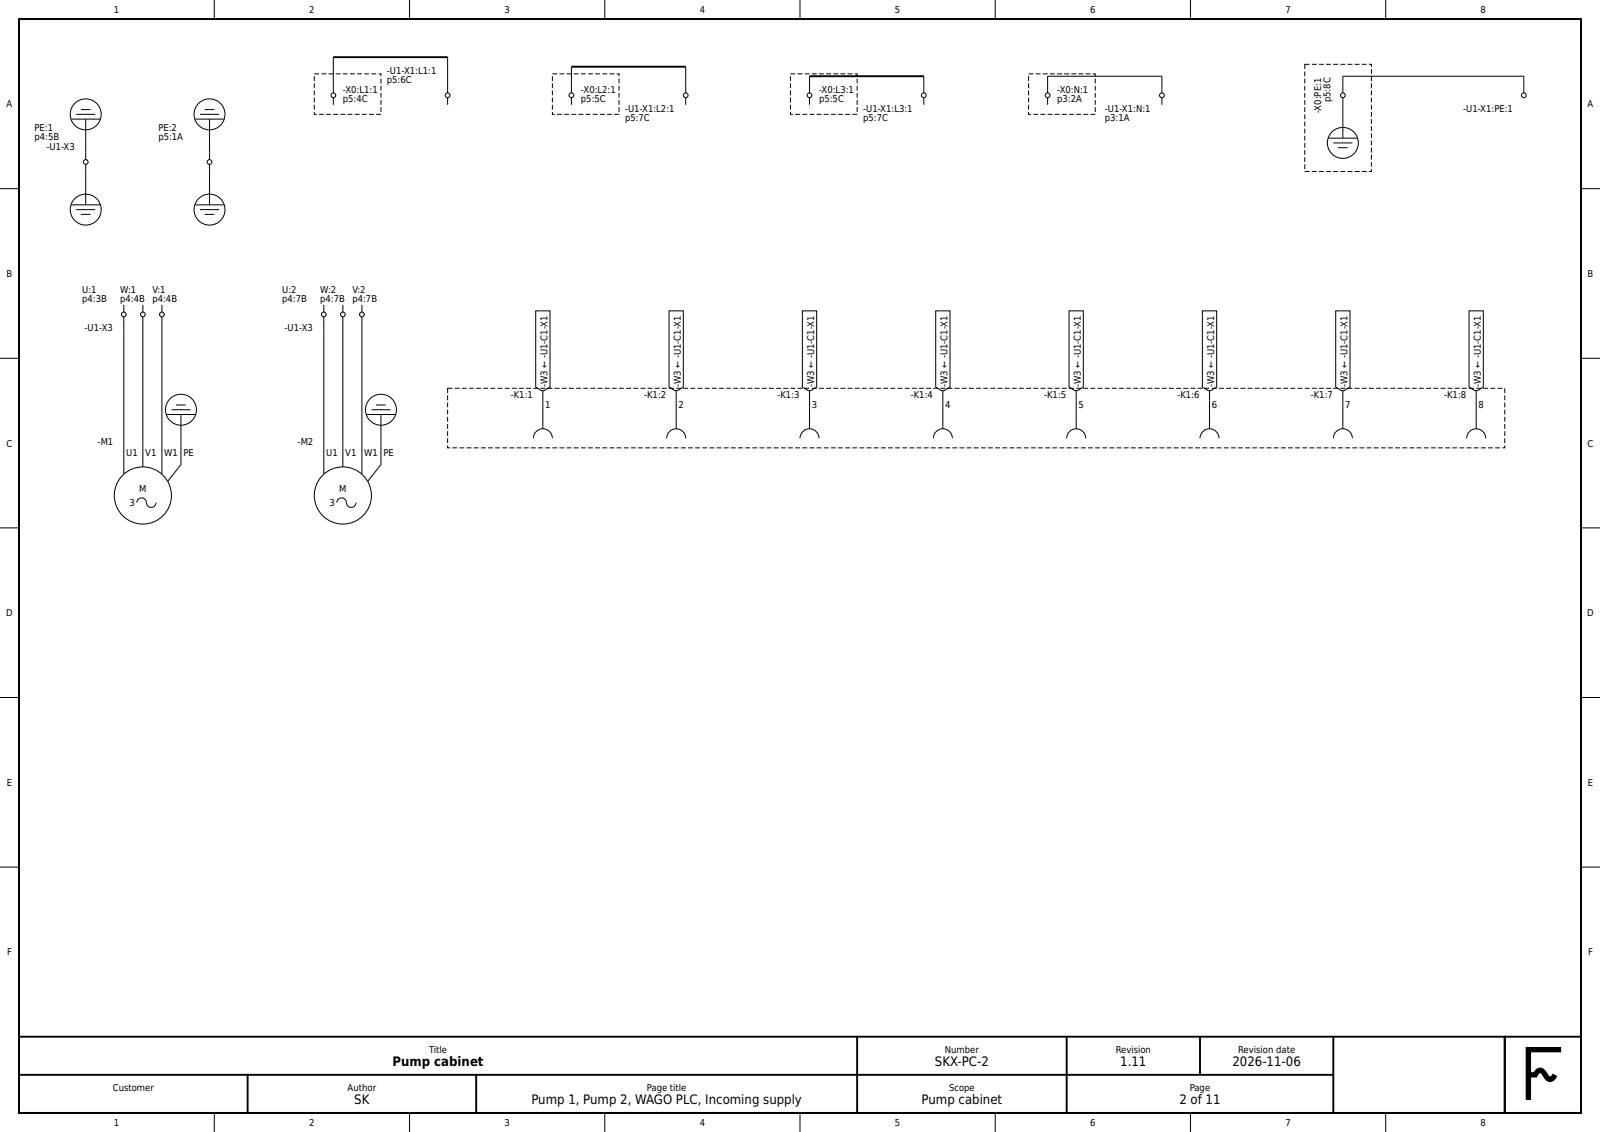 1 2 3 4 5 6 7 8
A A
B B
C C
D D
E E
F F
PE:1
p4:5B
-U1-X3
PE:2
p5:1A
-X0:L1:1
p5:4C
-U1-X1:L1:1
p5:6C
-X0:L2:1
p5:5C
-U1-X1:L2:1
p5:7C
-X0:L3:1
p5:5C
-U1-X1:L3:1
p5:7C
-X0:N:1
p3:2A
-U1-X1:N:1
p3:1A
-X0:PE:1
p5:8C
-U1-X1:PE:1
U:1 W:1 V:1
p4:3B p4:4B p4:4B
-U1-X3
-M1
U1 V1 W1 PE
M
3
U:2 W:2 V:2
p4:7B p4:7B p4:7B
-U1-X3
-M2
U1 V1 W1 PE
M
3
-W3 ← -U1-C1-X1
-K1:1
1
-W3 ← -U1-C1-X1
-K1:2
2
-W3 ← -U1-C1-X1
-K1:3
3
-W3 ← -U1-C1-X1
-K1:4
4
-W3 ← -U1-C1-X1
-K1:5
5
-W3 ← -U1-C1-X1
-K1:6
6
-W3 ← -U1-C1-X1
-K1:7
7
-W3 ← -U1-C1-X1
-K1:8
8
Title
Pump cabinet
Number
SKX-PC-2
Revision
1.11
Revision date
2026-11-06
Customer
Author
SK
Page title
Pump 1, Pump 2, WAGO PLC, Incoming supply
Scope
Pump cabinet
Page
2 of 11
1 2 3 4 5 6 7 8